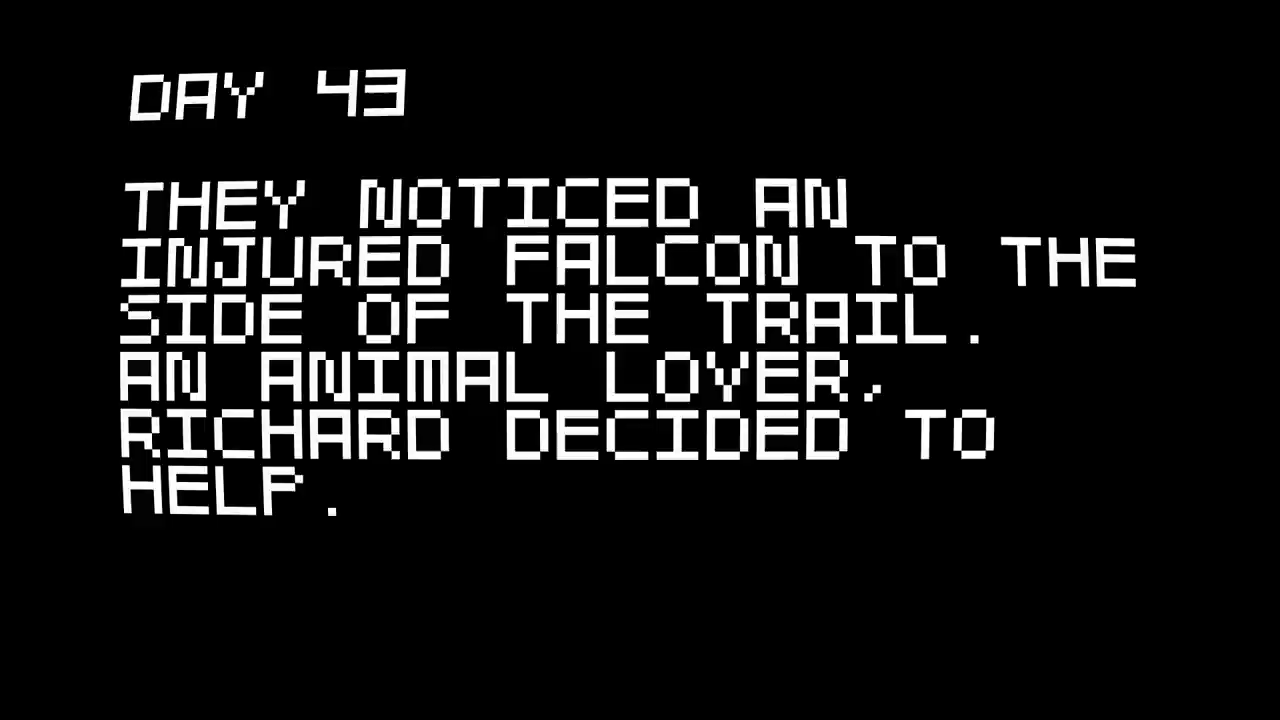 DAY 43
THEY NOTICED AN
INJURED FALCON TO THE
SIDE OF THE TRAIL.
AN ANIMAL LOVER,
RICHARD DECIDED TO
HELP.